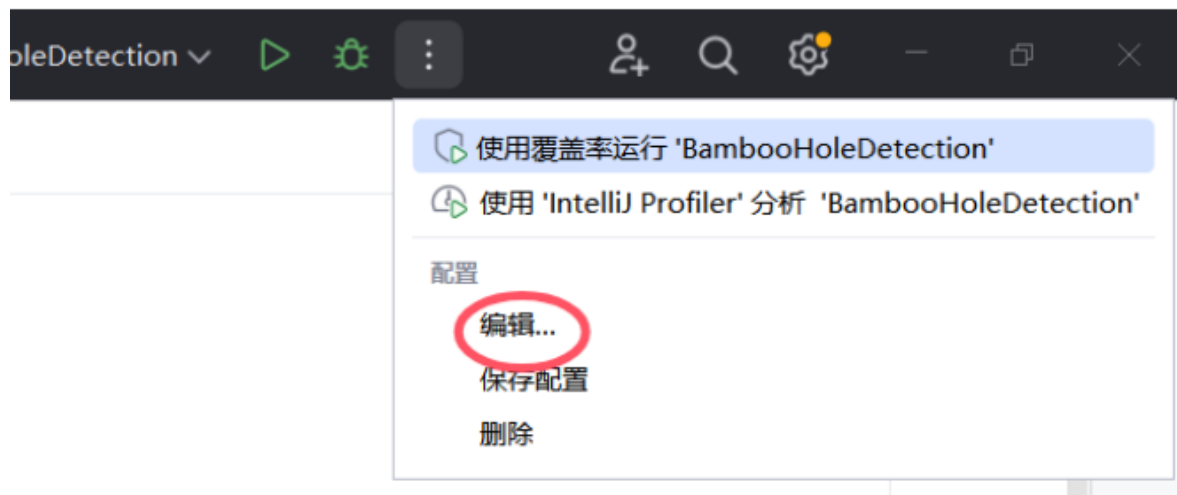 oleDetection
使用覆盖率运行 'BambooHoleDetection'
使用 'IntelliJ Profiler' 分析 'BambooHoleDetection'
配置
编辑...
保存配置
删除